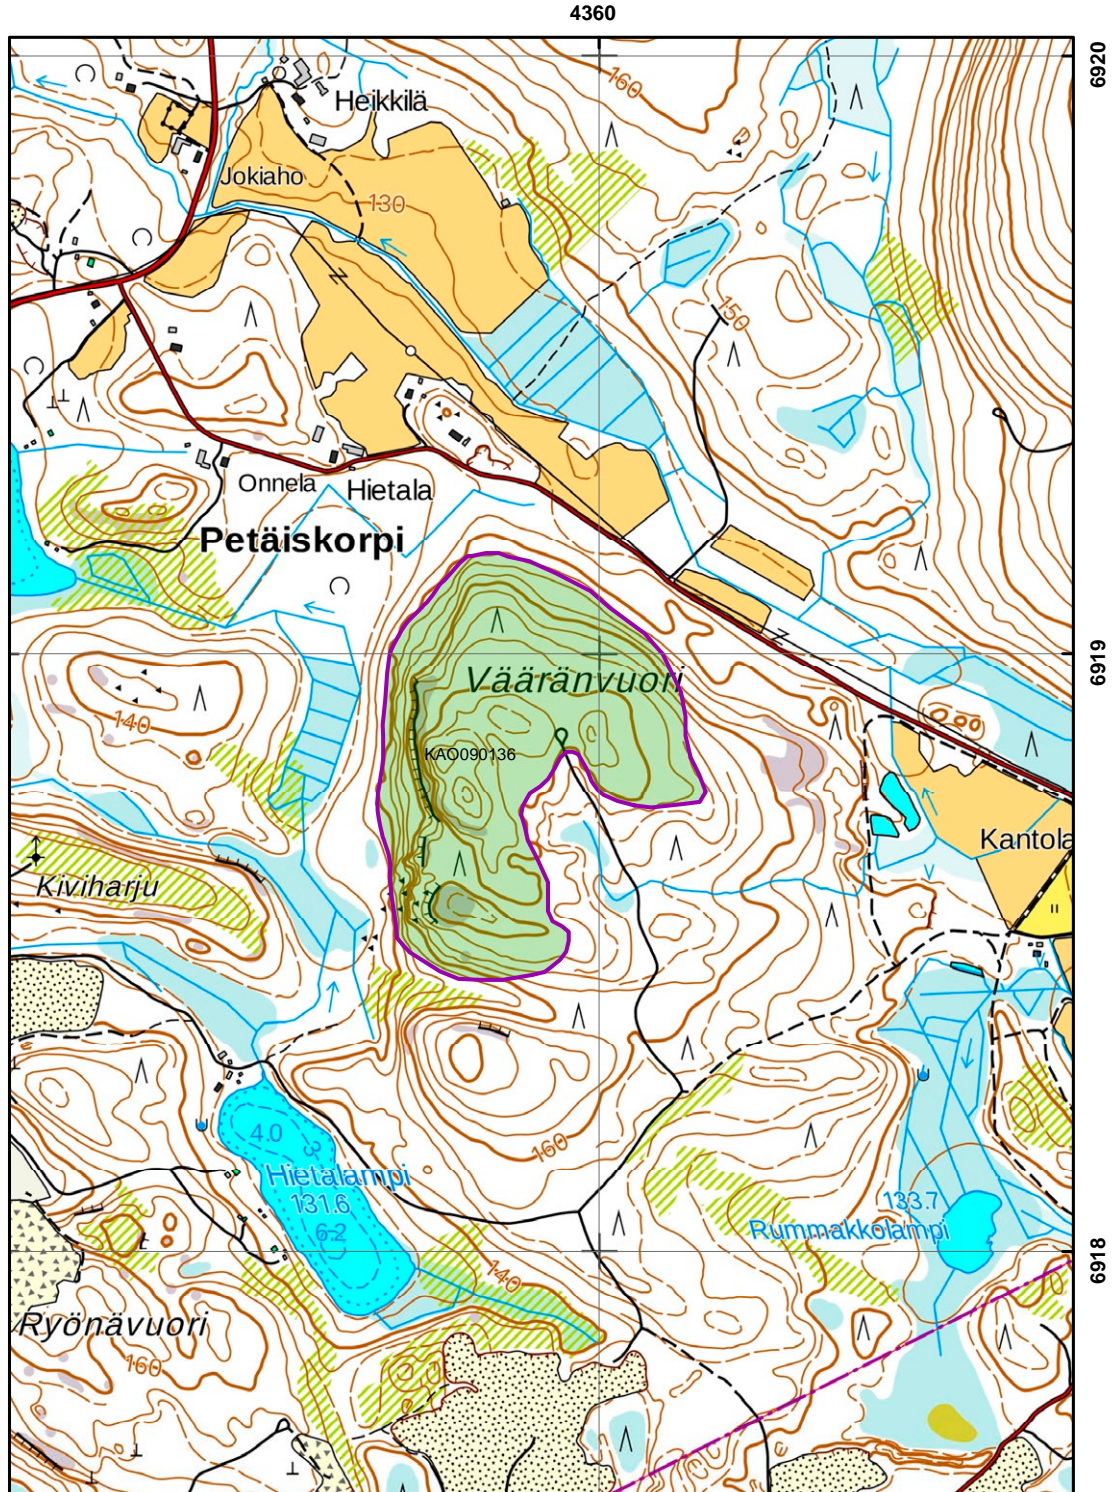 4360
6920
160
Heikkilä
Jokiaho
130
150
Onnela
Hietala
Petäiskorpi
6919
Vääränvuori
140
KAO090136
Kantola
Kiviharju
160
4.0
3
Hietalampi
131.6
6.2
133.7
Rummakkolampi
6918
140
Ryönävuori
160